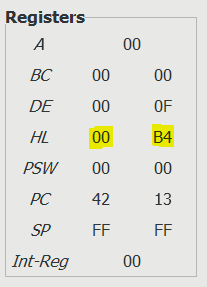 Registers
A 00
BC 00 00
DE 00 0F
HL 00 B4
PSW 00 00
PC 42 13
SP FF FF
Int-Reg 00